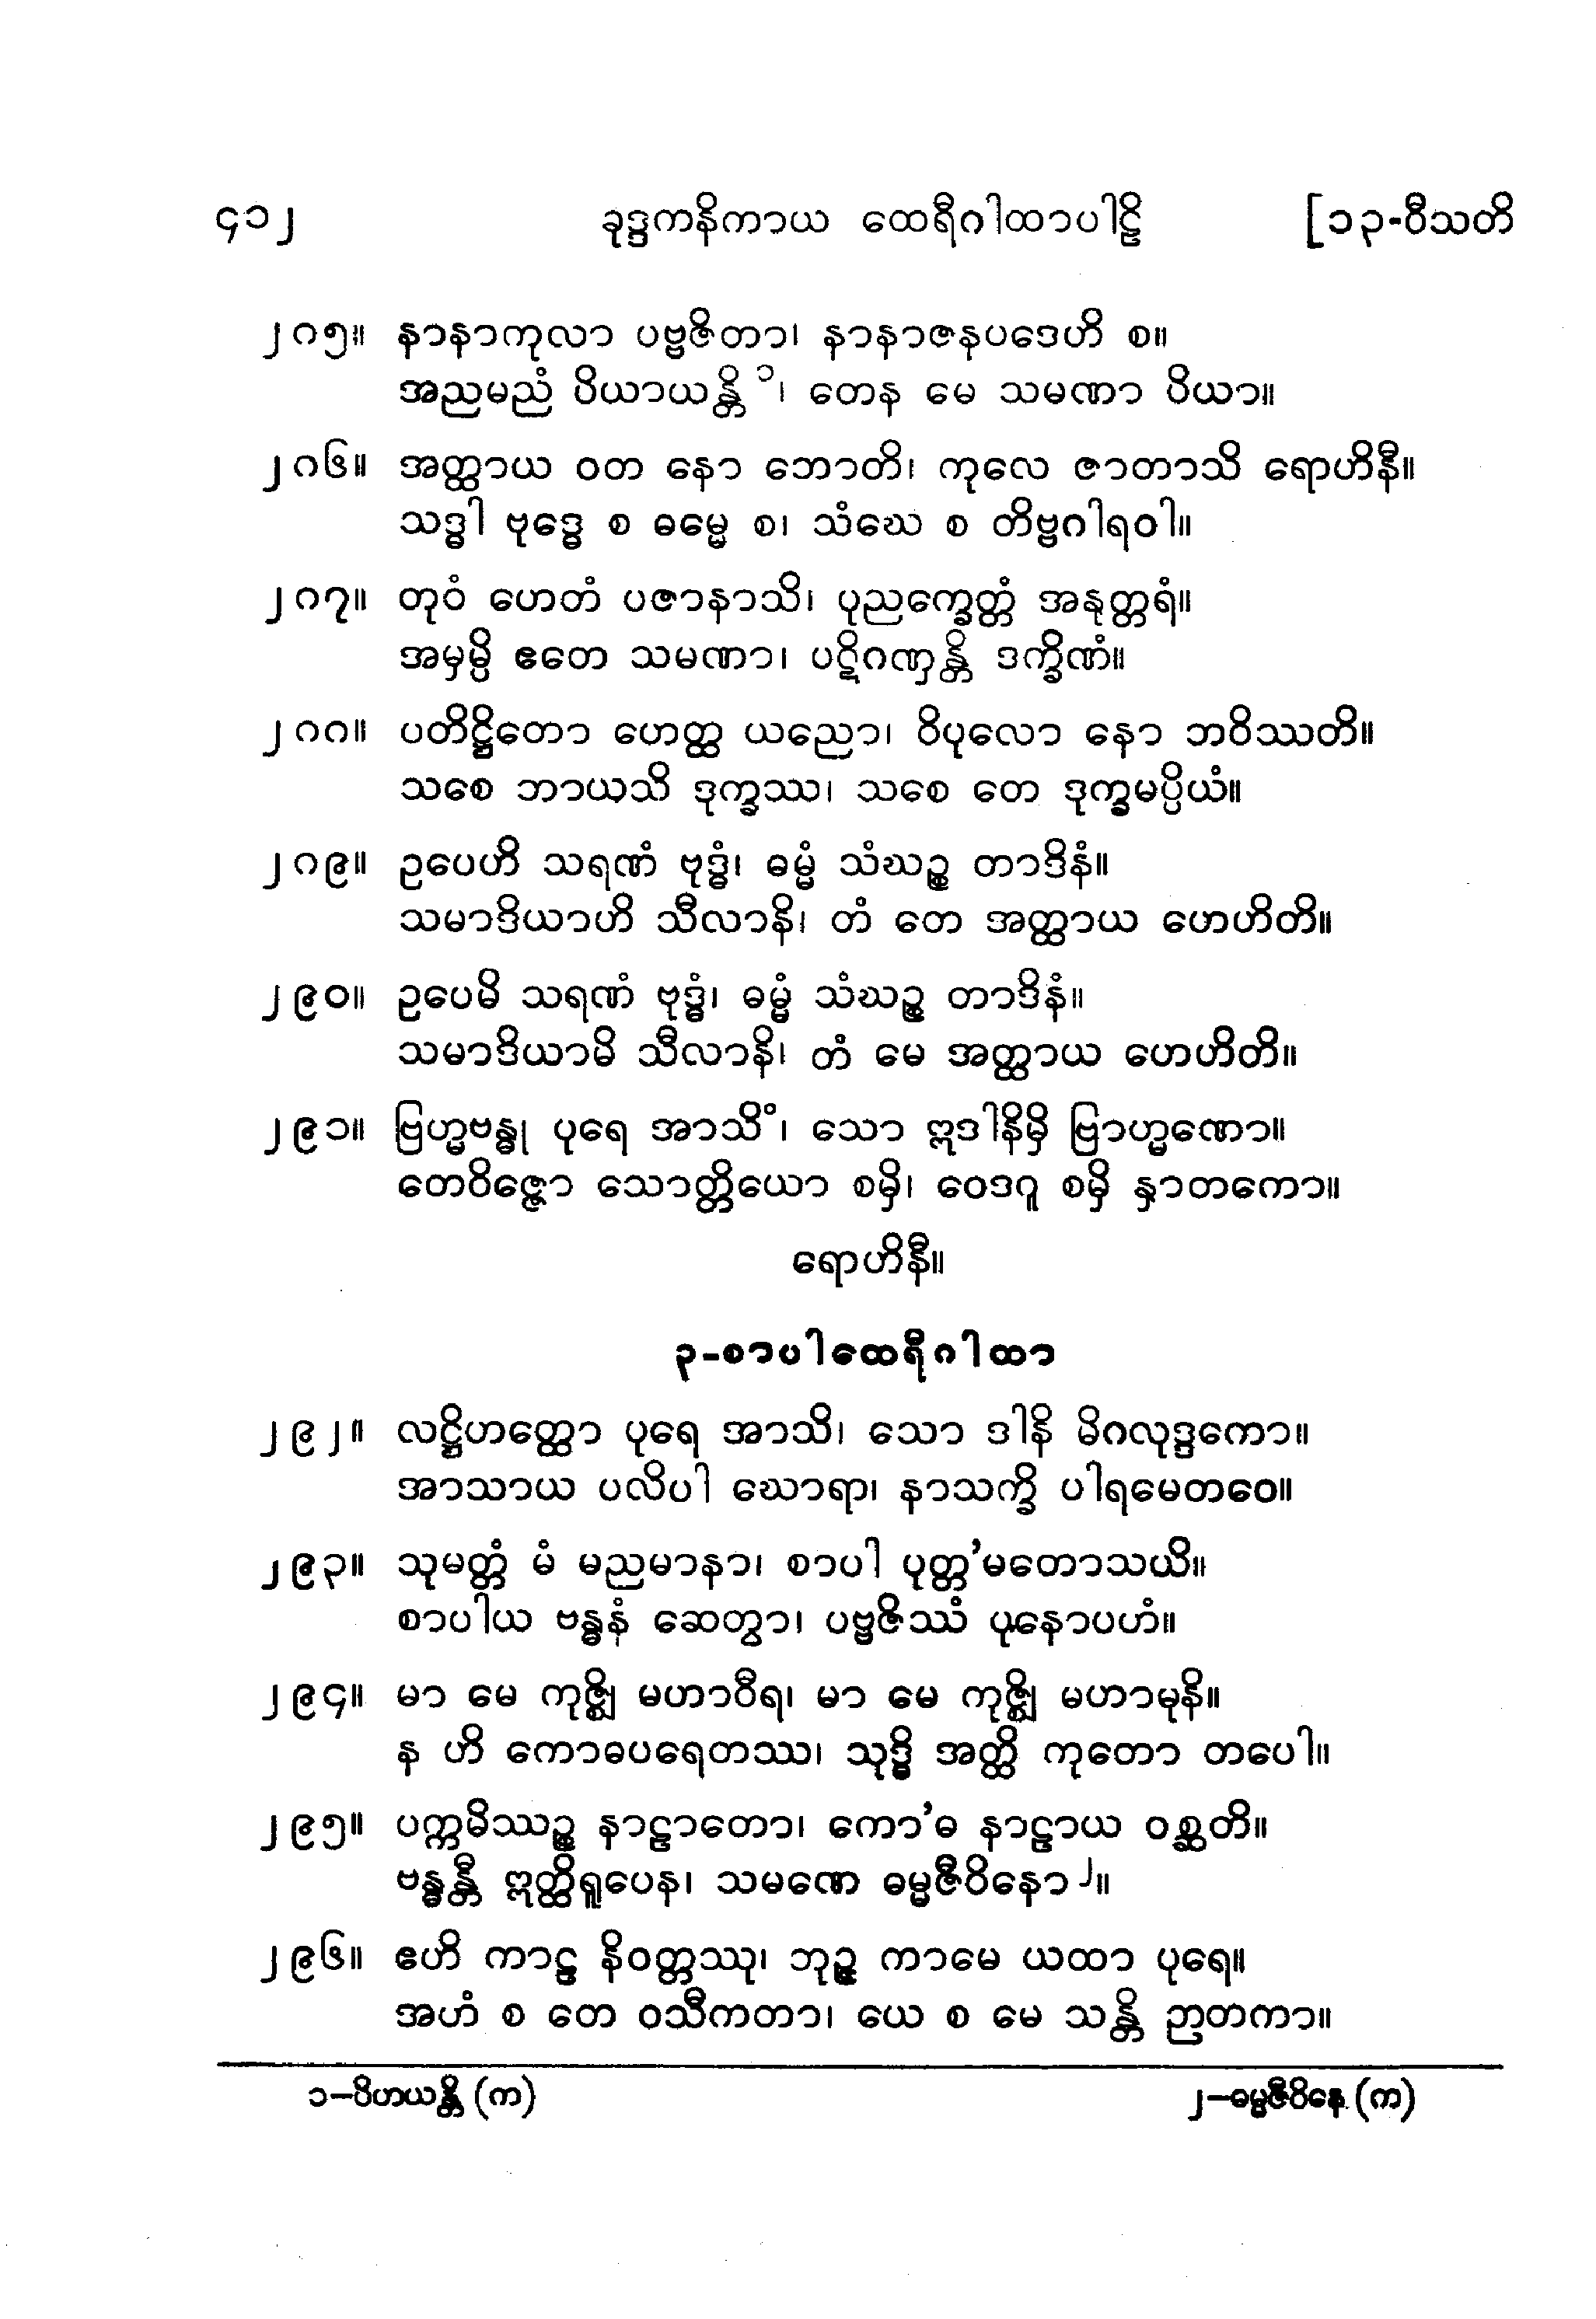 ၄၁၂ ခုဒ္ဒကနိကာယ ထေရီဂါထာပါဠိ [၁၃-ဝီသတိ
၂၈၅။ နာနာကုလာ ပဗ္ဗဇိတာ၊ နာနာဇနပဒေဟိ စ။
အညမညံ ပိယာယန္တိ ၁၊ တေန မေ သမဏာ ပိယာ။
၂၈၆။ အတ္ထာယ ဝတ နော ဘောတိ၊ ကုလေ ဇာတာသိ ရောဟိနီ။
သဒ္ဓါ ဗုဒ္ဓေ စ ဓမ္မေ စ၊ သံဃေ စ တိဗ္ဗဂါရဝါ။
၂၈၇။ တုဝံ ဟေတံ ပဇာနာသိ၊ ပုညက္ခေတ္တံ အနုတ္တရံ။
အမှမ္ပိ ဧတေ သမဏာ၊ ပဋိဂဏှန္တိ ဒက္ခိဏံ။
၂၈၈။ ပတိဋ္ဌိတော ဟေတ္ထ ယညော၊ ဝိပုလော နော ဘဝိဿတိ။
သစေ ဘာယသိ ဒုက္ခဿ၊ သစေ တေ ဒုက္ခမပ္ပိယံ။
၂၈၉။ ဥပေဟိ သရဏံ ဗုဒ္ဓံ၊ ဓမ္မံ သံဃဉ္စ တာဒိနံ။
သမာဒိယာဟိ သီလာနိ၊ တံ တေ အတ္ထာယ ဟေဟိတိ။
၂၉၀။ ဥပေမိ သရဏံ ဗုဒ္ဓံ၊ ဓမ္မံ သံဃဉ္စ တာဒိနံ။
သမာဒိယာမိ သီလာနိ၊ တံ မေ အတ္ထာယ ဟေဟိတိ။
၂၉၁။ ဗြဟ္မဗန္ဓု ပုရေ အာသိံ၊ သော ဣဒါနိမှိ ဗြာဟ္မဏော။
တေဝိဇ္ဇော သောတ္တိယော စမှိ၊ ဝေဒဂူ စမှိ နှာတကော။
ရောဟိနီ။
၃-စာပါထေရီဂါထာ
၂၉၂။ လဋ္ဌိဟတ္ထော ပုရေ အာသိ၊ သော ဒါနိ မိဂလုဒ္ဒကော။
အာသာယ ပလိပါ ဃောရာ၊ နာသက္ခိ ပါရမေတဝေ။
၂၉၃။ သုမတ္တံ မံ မညမာနာ၊ စာပါ ပုတ္တ’မတောသယိ။
စာပါယ ဗန္ဓနံ ဆေတွာ၊ ပဗ္ဗဇိဿံ ပုနောပဟံ။
၂၉၄။ မာ မေ ကုဇ္ဈိ မဟာဝီရ၊ မာ မေ ကုဇ္ဈိ မဟာမုနိ။
န ဟိ ကောဓပရေတဿ၊ သုဒ္ဓိ အတ္ထိ ကုတော တပေါ။
၂၉၅။ ပက္ကမိဿဉ္စ နာဠာတော၊ ကော’ဓ နာဠာယ ဝစ္ဆတိ။
ဗန္ဓန္တီ ဣတ္ထိရူပေန၊ သမဏေ ဓမ္မဇီဝိနော ၂။
၂၉၆။ ဧဟိ ကာဠ နိဝတ္တဿု၊ ဘုဉ္စ ကာမေ ယထာ ပုရေ။
အဟံ စ တေ ဝသီကတာ၊ ယေ စ မေ သန္တိ ဉာတကာ။
၁–ပိဟယန္တိ (က) ၂–ဓမ္မဇီဝိနေ (က)